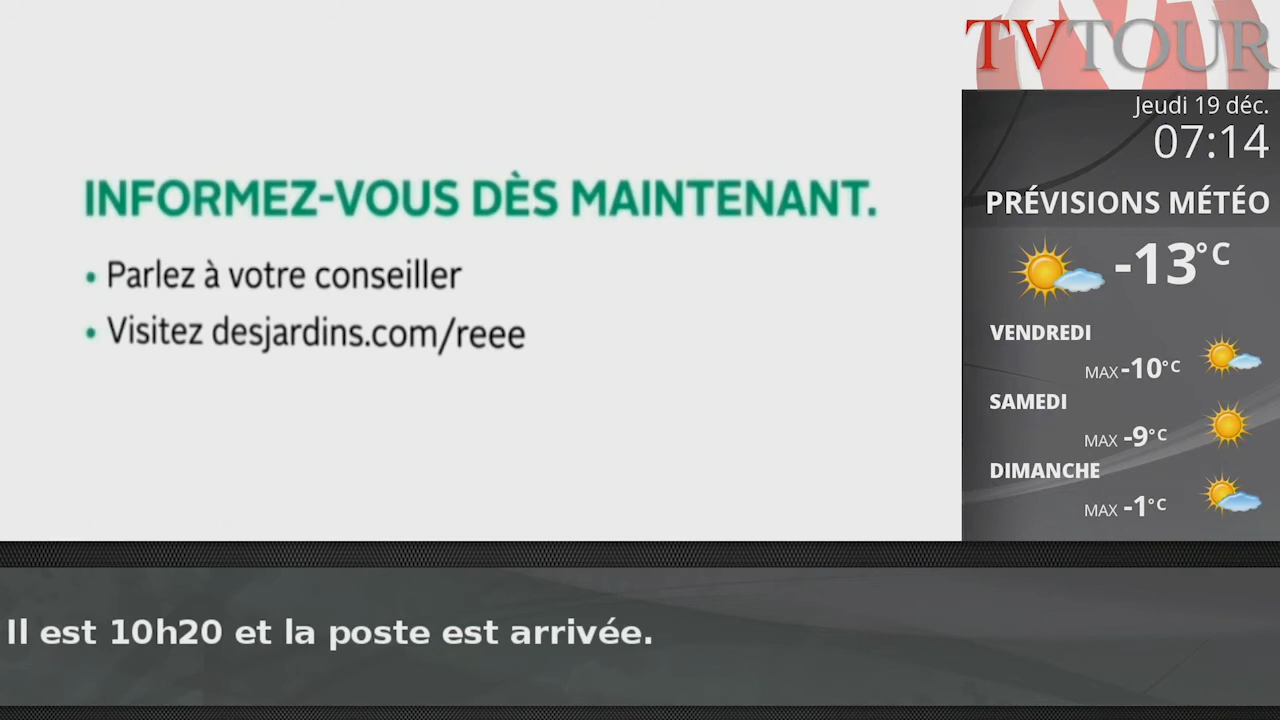 INFORMEZ-VOUS DÈS MAINTENANT.
• Parlez à votre conseiller
• Visitez desjardins.com/reee
TVTOUR
Jeudi 19 déc.
07:14
PRÉVISIONS MÉTÉO
-13°C
VENDREDI
MAX -10°C
SAMEDI
MAX -9°C
DIMANCHE
MAX -1°C
Il est 10h20 et la poste est arrivée.